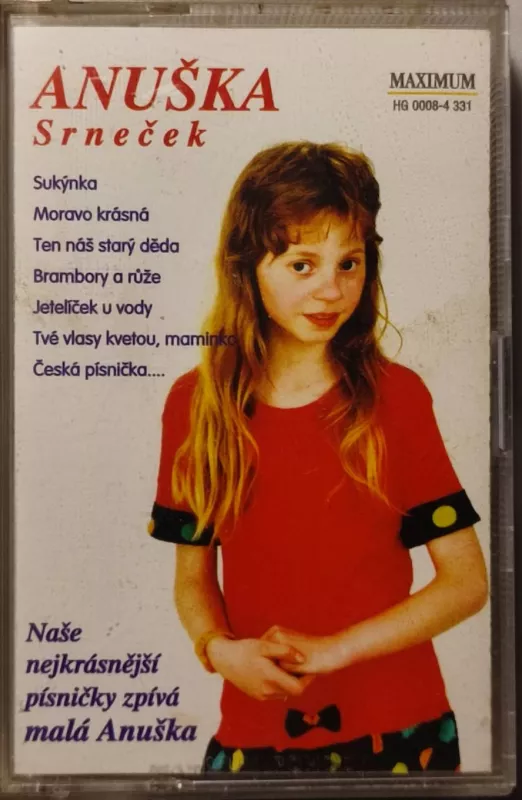 ANUŠKA
Srneček
MAXIMUM
HG 0008-4 331
Sukýnka
Moravo krásná
Ten náš starý děda
Brambory a růže
Jetelíček u vody
Tvé vlasy kvetou, maminko
Česká písnička....
Naše
nejkrásnější
písničky zpívá
malá Anuška